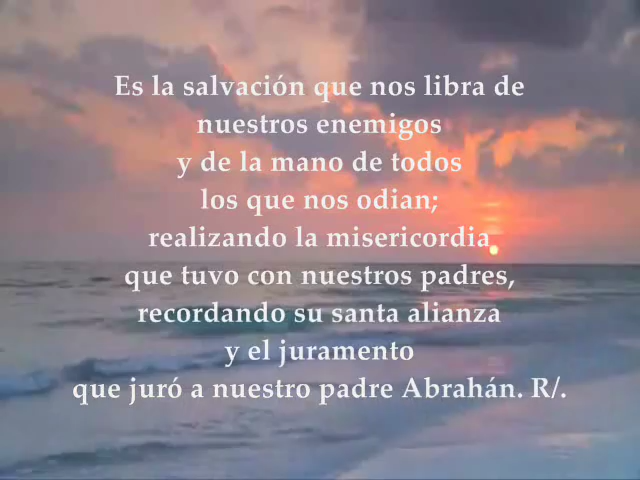 Es la salvación que nos libra de
nuestros enemigos
y de la mano de todos
los que nos odian;
realizando la misericordia
que tuvo con nuestros padres,
recordando su santa alianza
y el juramento
que juró a nuestro padre Abrahán. R/.